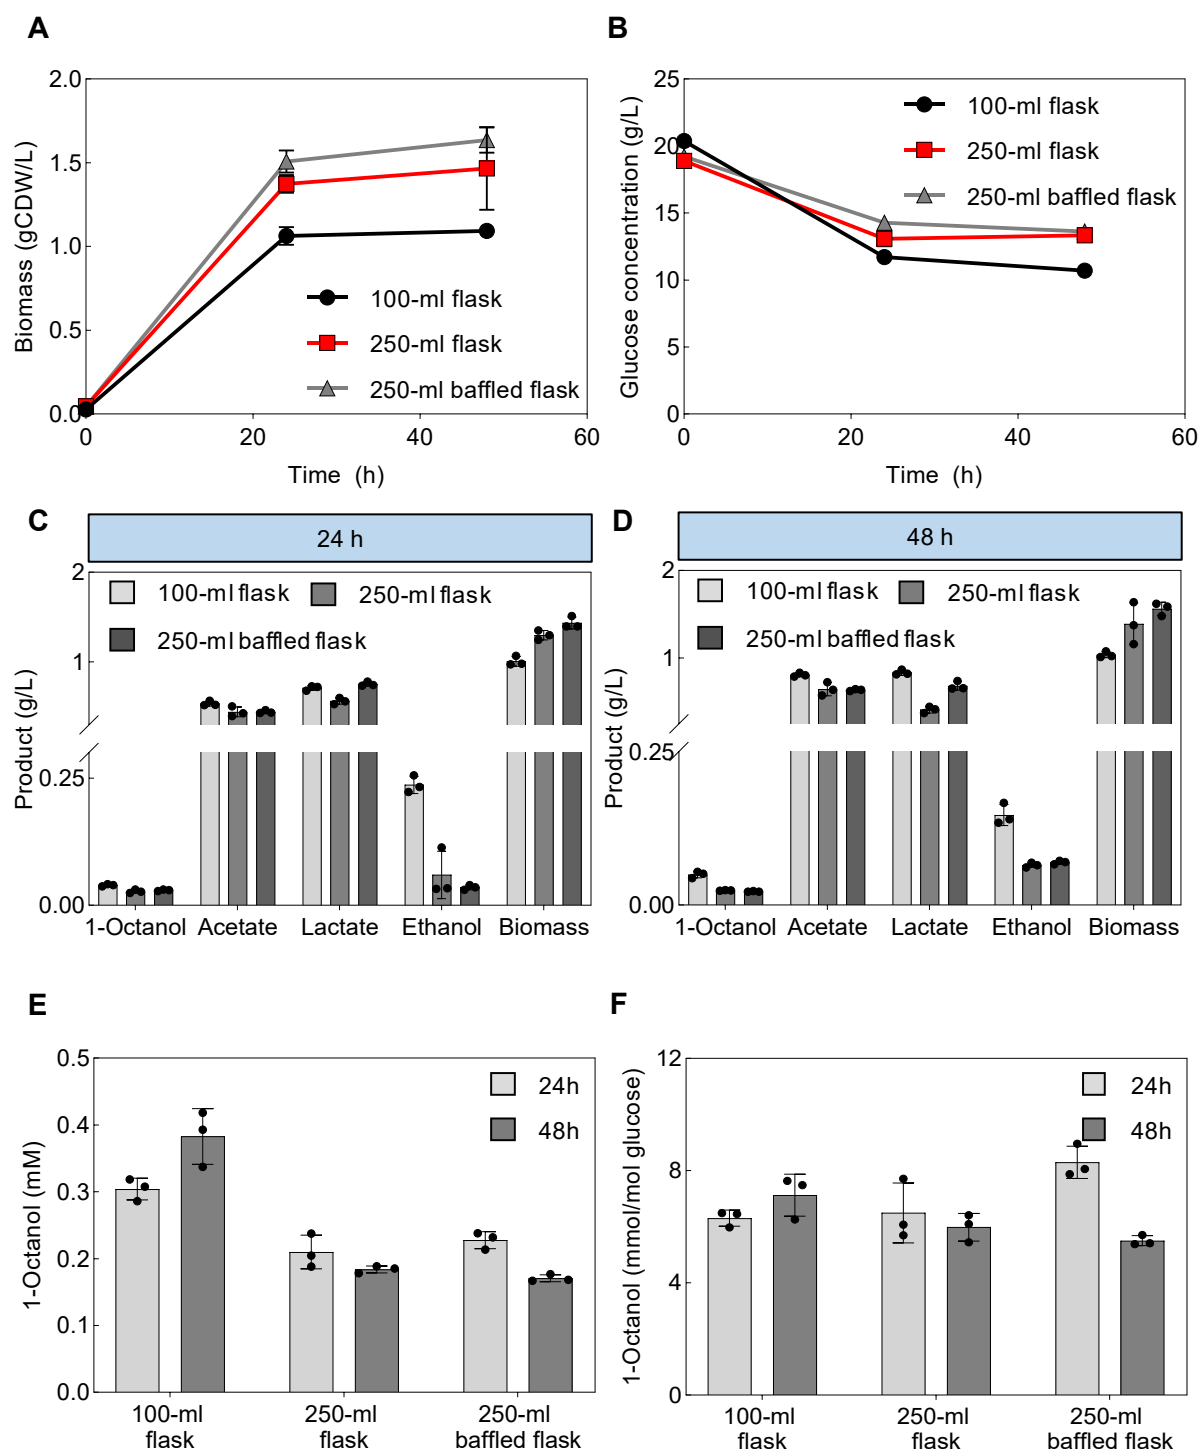 A
2.0
1.5
1.0
0.5
0.0
Biomass (gCDW/L)
100-ml flask
250-ml flask
250-ml baffled flask
0
20
40
60
Time (h)
B
25
20
15
10
5
0
Glucose concentration (g/L)
100-ml flask
250-ml flask
250-ml baffled flask
0
20
40
60
Time (h)
C
24 h
2
1
0.25
0.00
Product (g/L)
100-ml flask
250-ml flask
250-ml baffled flask
1-Octanol
Acetate
Lactate
Ethanol
Biomass
D
48 h
2
1
0.25
0.00
Product (g/L)
100-ml flask
250-ml flask
250-ml baffled flask
1-Octanol
Acetate
Lactate
Ethanol
Biomass
E
0.5
0.4
0.3
0.2
0.1
0.0
1-Octanol (mM)
24h
48h
100-ml
flask
250-ml
flask
250-ml
baffled flask
F
12
8
4
0
1-Octanol (mmol/mol glucose)
24h
48h
100-ml
flask
250-ml
flask
250-ml
baffled flask